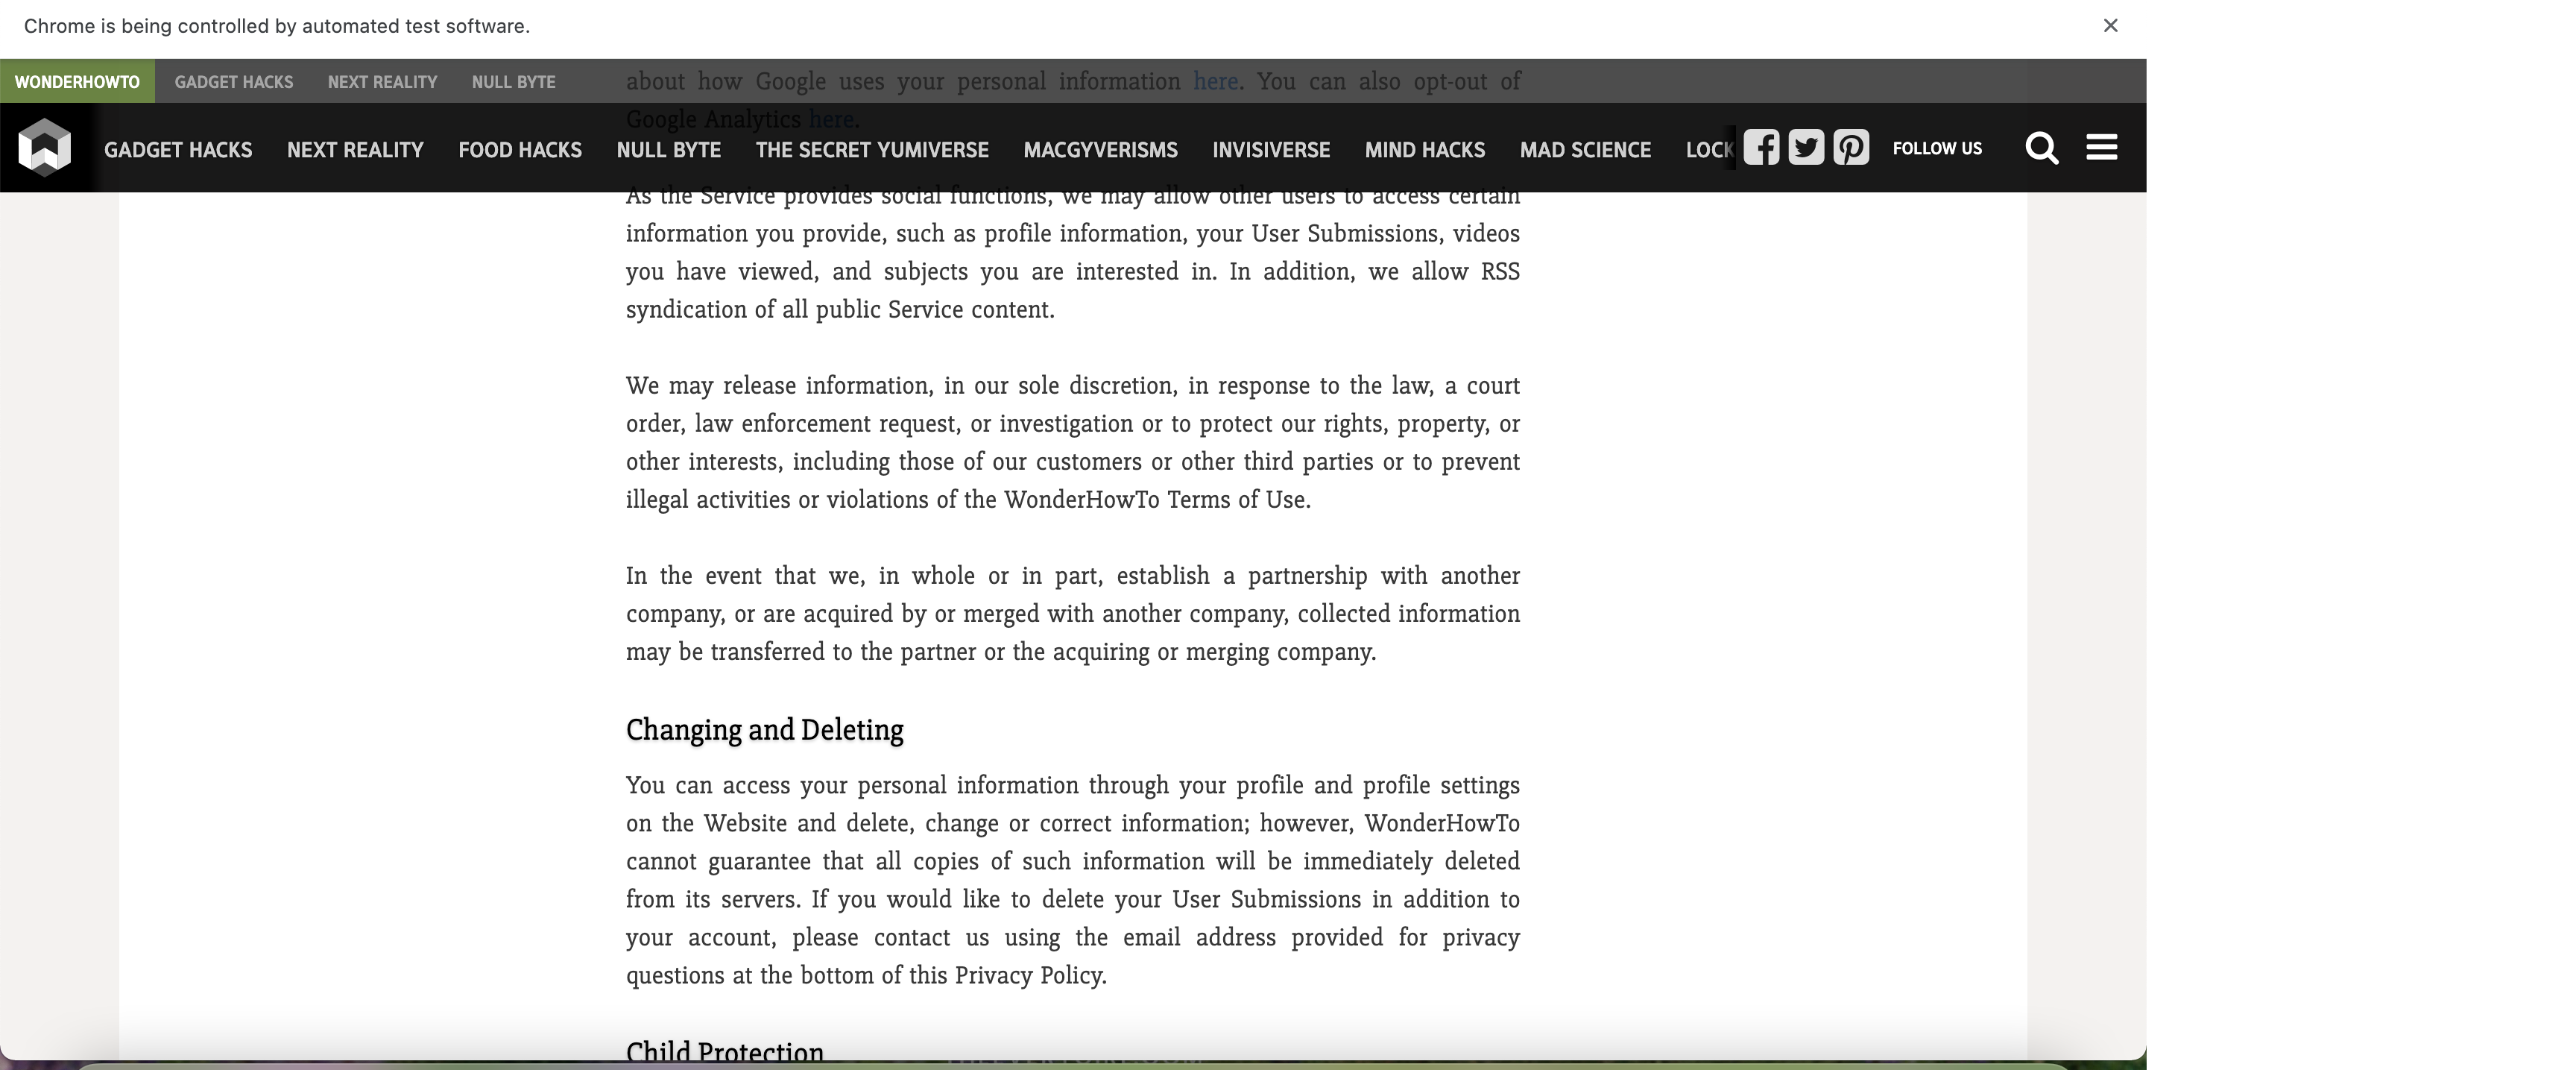 Chrome is being controlled by automated test software.
WONDERHOWTO GADGET HACKS NEXT REALITY NULL BYTE
about how Google uses your personal information here. You can also opt-out of
Google Analytics here.
GADGET HACKS NEXT REALITY FOOD HACKS NULL BYTE THE SECRET YUMIVERSE MACGYVERISMS INVISIVERSE MIND HACKS MAD SCIENCE LOCK FOLLOW US
As the Service provides social functions, we may allow other users to access certain
information you provide, such as profile information, your User Submissions, videos
you have viewed, and subjects you are interested in. In addition, we allow RSS
syndication of all public Service content.
We may release information, in our sole discretion, in response to the law, a court
order, law enforcement request, or investigation or to protect our rights, property, or
other interests, including those of our customers or other third parties or to prevent
illegal activities or violations of the WonderHowTo Terms of Use.
In the event that we, in whole or in part, establish a partnership with another
company, or are acquired by or merged with another company, collected information
may be transferred to the partner or the acquiring or merging company.
Changing and Deleting
You can access your personal information through your profile and profile settings
on the Website and delete, change or correct information; however, WonderHowTo
cannot guarantee that all copies of such information will be immediately deleted
from its servers. If you would like to delete your User Submissions in addition to
your account, please contact us using the email address provided for privacy
questions at the bottom of this Privacy Policy.
Child Protection